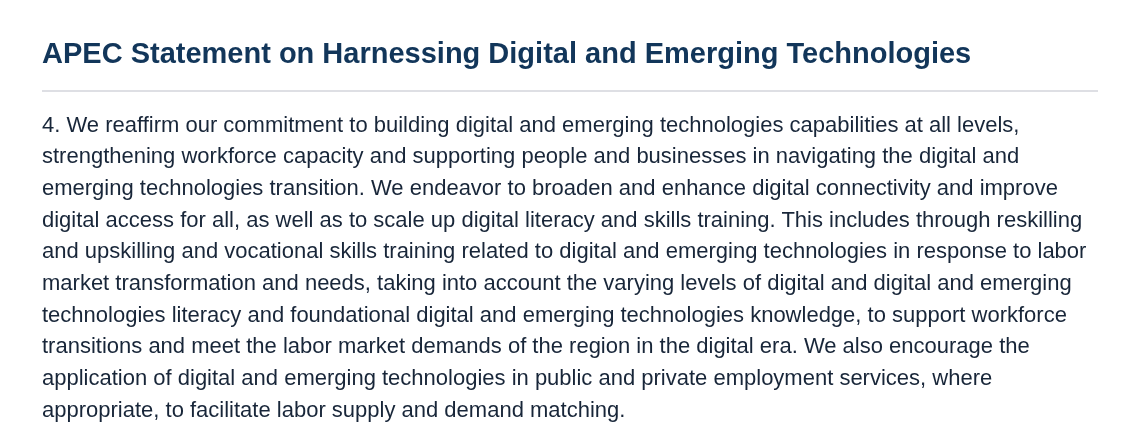 APEC Statement on Harnessing Digital and Emerging Technologies
4. We reaffirm our commitment to building digital and emerging technologies capabilities at all levels,
strengthening workforce capacity and supporting people and businesses in navigating the digital and
emerging technologies transition. We endeavor to broaden and enhance digital connectivity and improve
digital access for all, as well as to scale up digital literacy and skills training. This includes through reskilling
and upskilling and vocational skills training related to digital and emerging technologies in response to labor
market transformation and needs, taking into account the varying levels of digital and digital and emerging
technologies literacy and foundational digital and emerging technologies knowledge, to support workforce
transitions and meet the labor market demands of the region in the digital era. We also encourage the
application of digital and emerging technologies in public and private employment services, where
appropriate, to facilitate labor supply and demand matching.